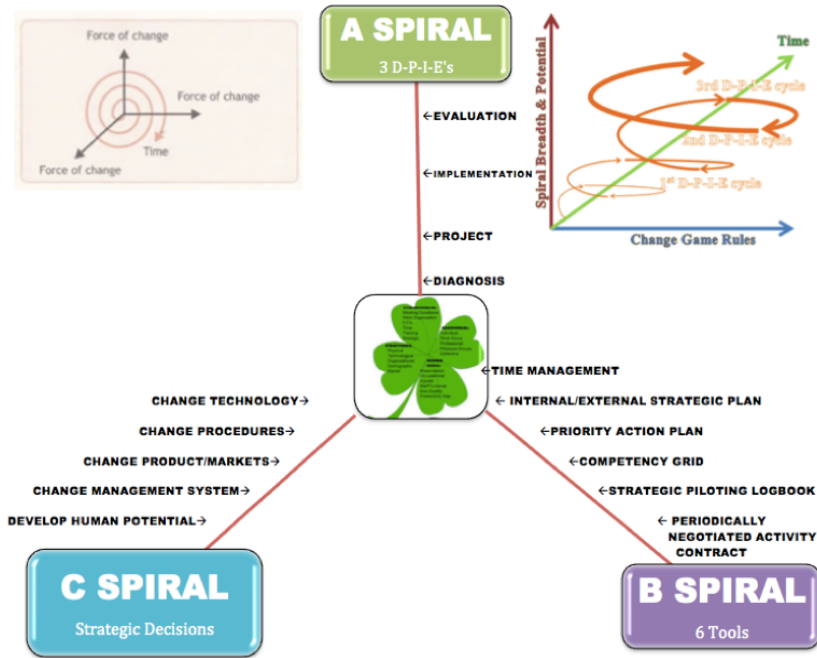 Force of change
Force of change
Force of change
Time
A SPIRAL
3 D-P-I-E's
Time
Spiral Breadth & Potential
3rd D-P-I-E cycle
2nd D-P-I-E cycle
1st D-P-I-E cycle
Change Game Rules
←EVALUATION
←IMPLEMENTATION
←PROJECT
←DIAGNOSIS
←TIME MANAGEMENT
← INTERNAL/EXTERNAL STRATEGIC PLAN
←PRIORITY ACTION PLAN
←COMPETENCY GRID
←STRATEGIC PILOTING LOGBOOK
← PERIODICALLY
NEGOTIATED ACTIVITY
CONTRACT
CHANGE TECHNOLOGY→
CHANGE PROCEDURES→
CHANGE PRODUCT/MARKETS→
CHANGE MANAGEMENT SYSTEM→
DEVELOP HUMAN POTENTIAL→
C SPIRAL
Strategic Decisions
B SPIRAL
6 Tools